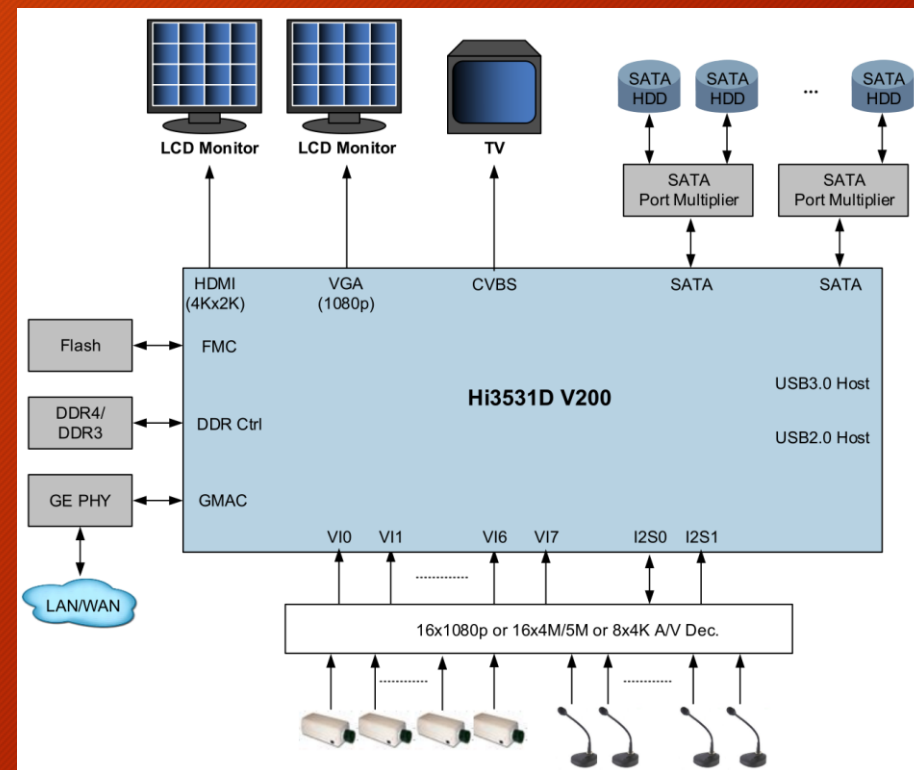 SATA
HDD
SATA
HDD
...
SATA
HDD
LCD Monitor
LCD Monitor
TV
SATA
Port Multiplier
SATA
Port Multiplier
HDMI
(4Kx2K)
VGA
(1080p)
CVBS
SATA
SATA
Flash
FMC
USB3.0 Host
Hi3531D V200
DDR4/
DDR3
DDR Ctrl
USB2.0 Host
GE PHY
GMAC
VI0
VI1
VI6
VI7
I2S0
I2S1
LAN/WAN
16x1080p or 16x4M/5M or 8x4K A/V Dec.